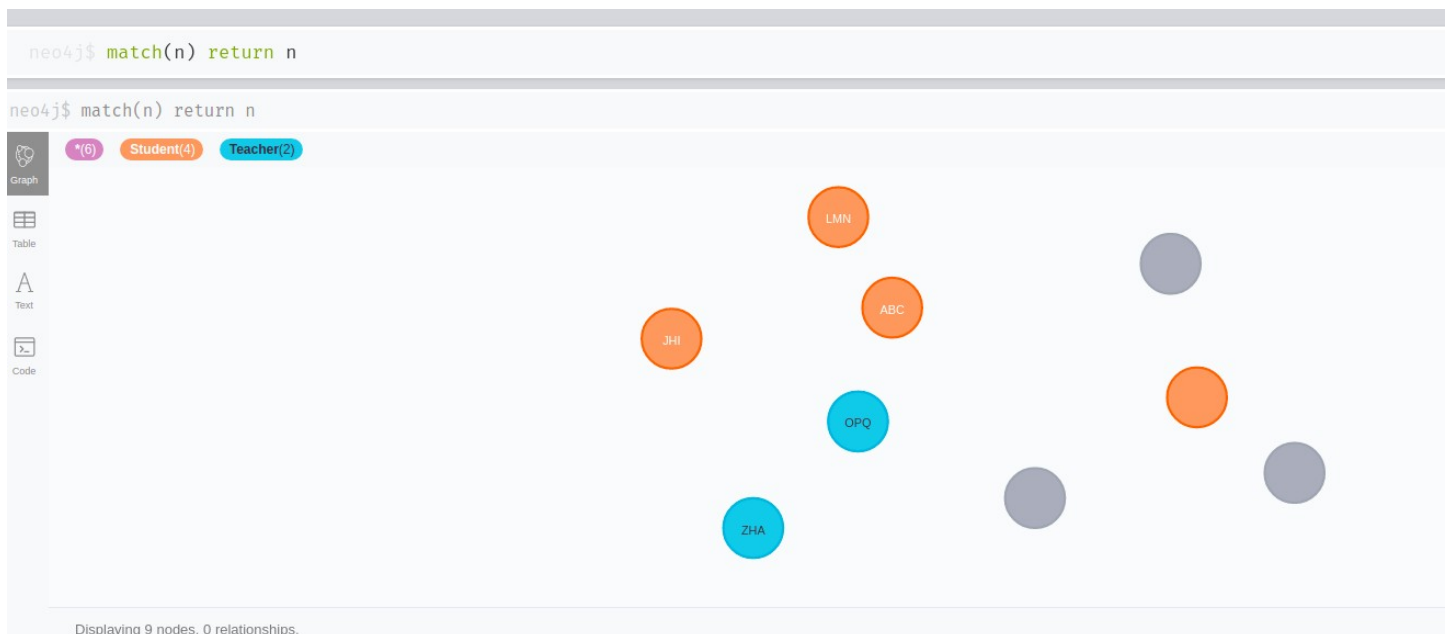 neo4j$ match(n) return n
neo4j$ match(n) return n
*(6) Student(4) Teacher(2)
Graph
Table
A
Text
>_
Code
LMN
ABC
JHI
OPQ
ZHA
Displaying 9 nodes, 0 relationships.